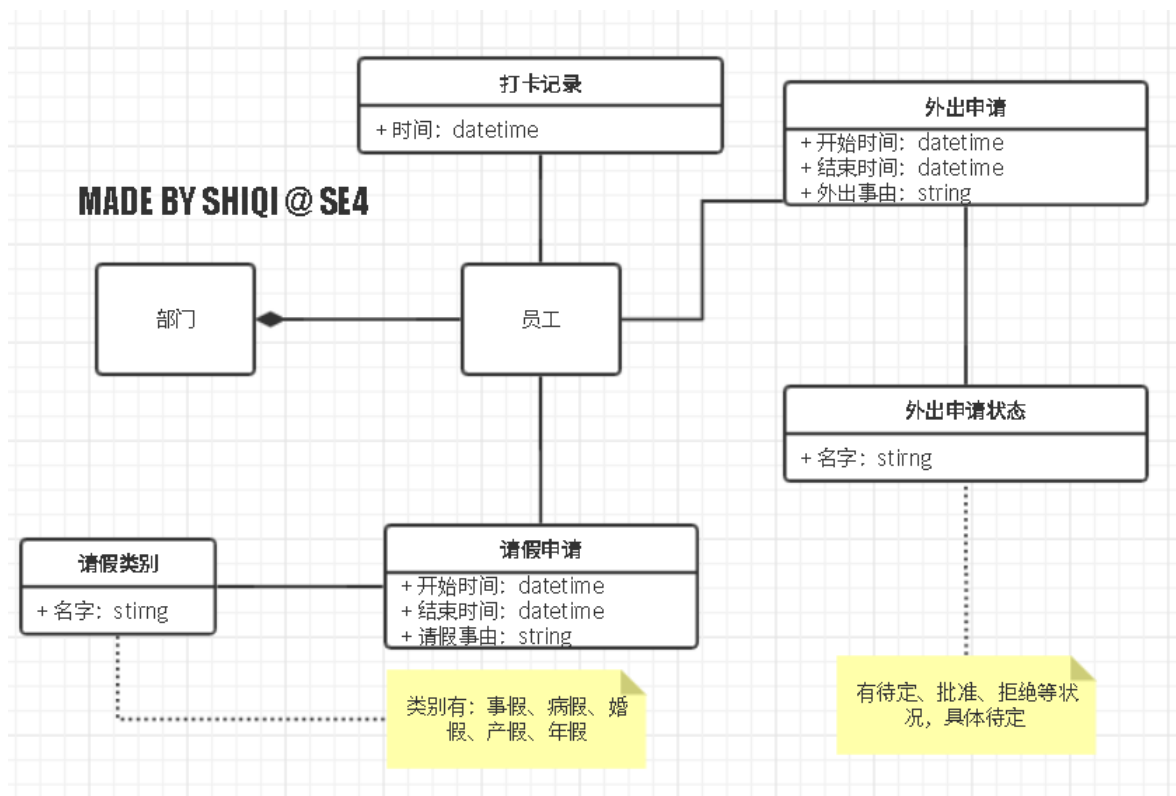 打卡记录
+ 时间：datetime
外出申请
+ 开始时间：datetime
+ 结束时间：datetime
+ 外出事由：string
MADE BY SHIQI @ SE4
部门
员工
外出申请状态
+ 名字：stirng
请假类别
+ 名字：stirng
请假申请
+ 开始时间：datetime
+ 结束时间：datetime
+ 请假事由：string
类别有：事假、病假、婚
假、产假、年假
有待定、批准、拒绝等状
况，具体待定